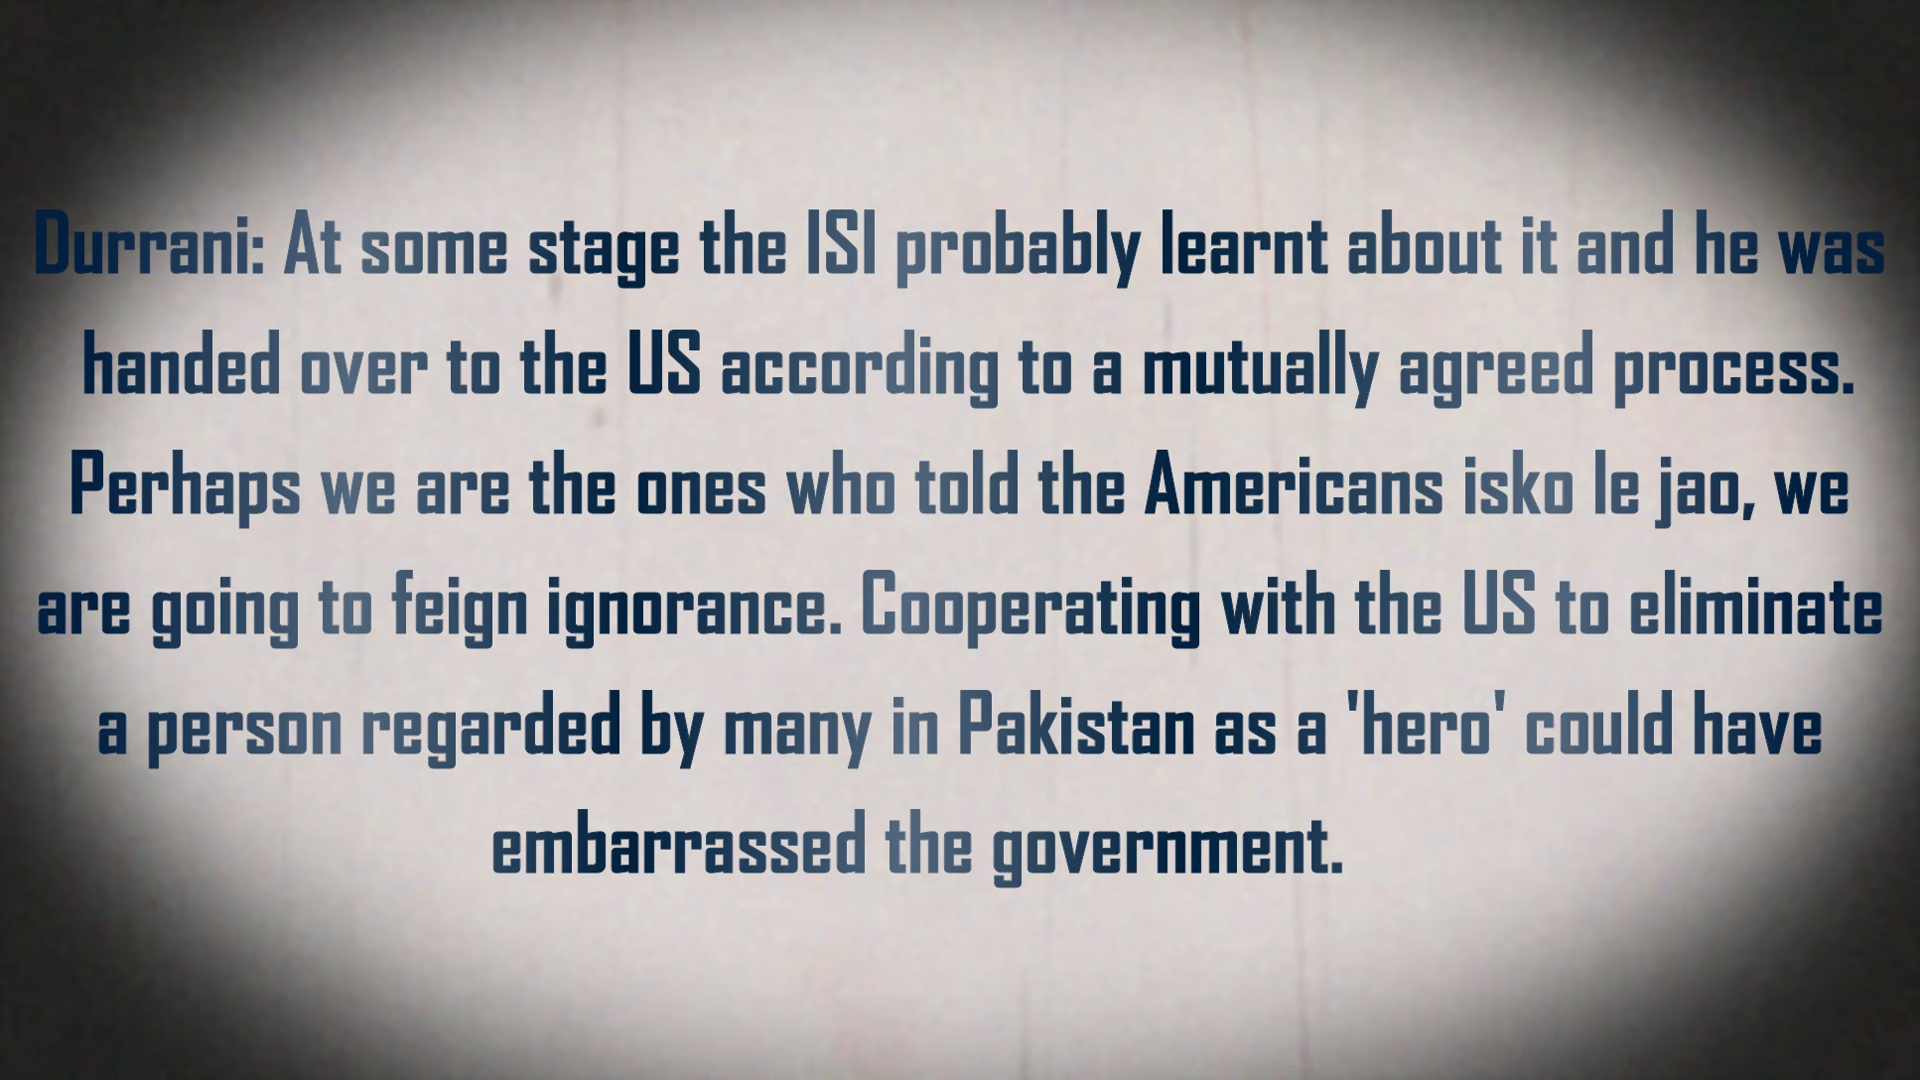 Durrani: At some stage the ISI probably learnt about it and he was
handed over to the US according to a mutually agreed process.
Perhaps we are the ones who told the Americans isko le jao, we
are going to feign ignorance. Cooperating with the US to eliminate
a person regarded by many in Pakistan as a 'hero' could have
embarrassed the government.